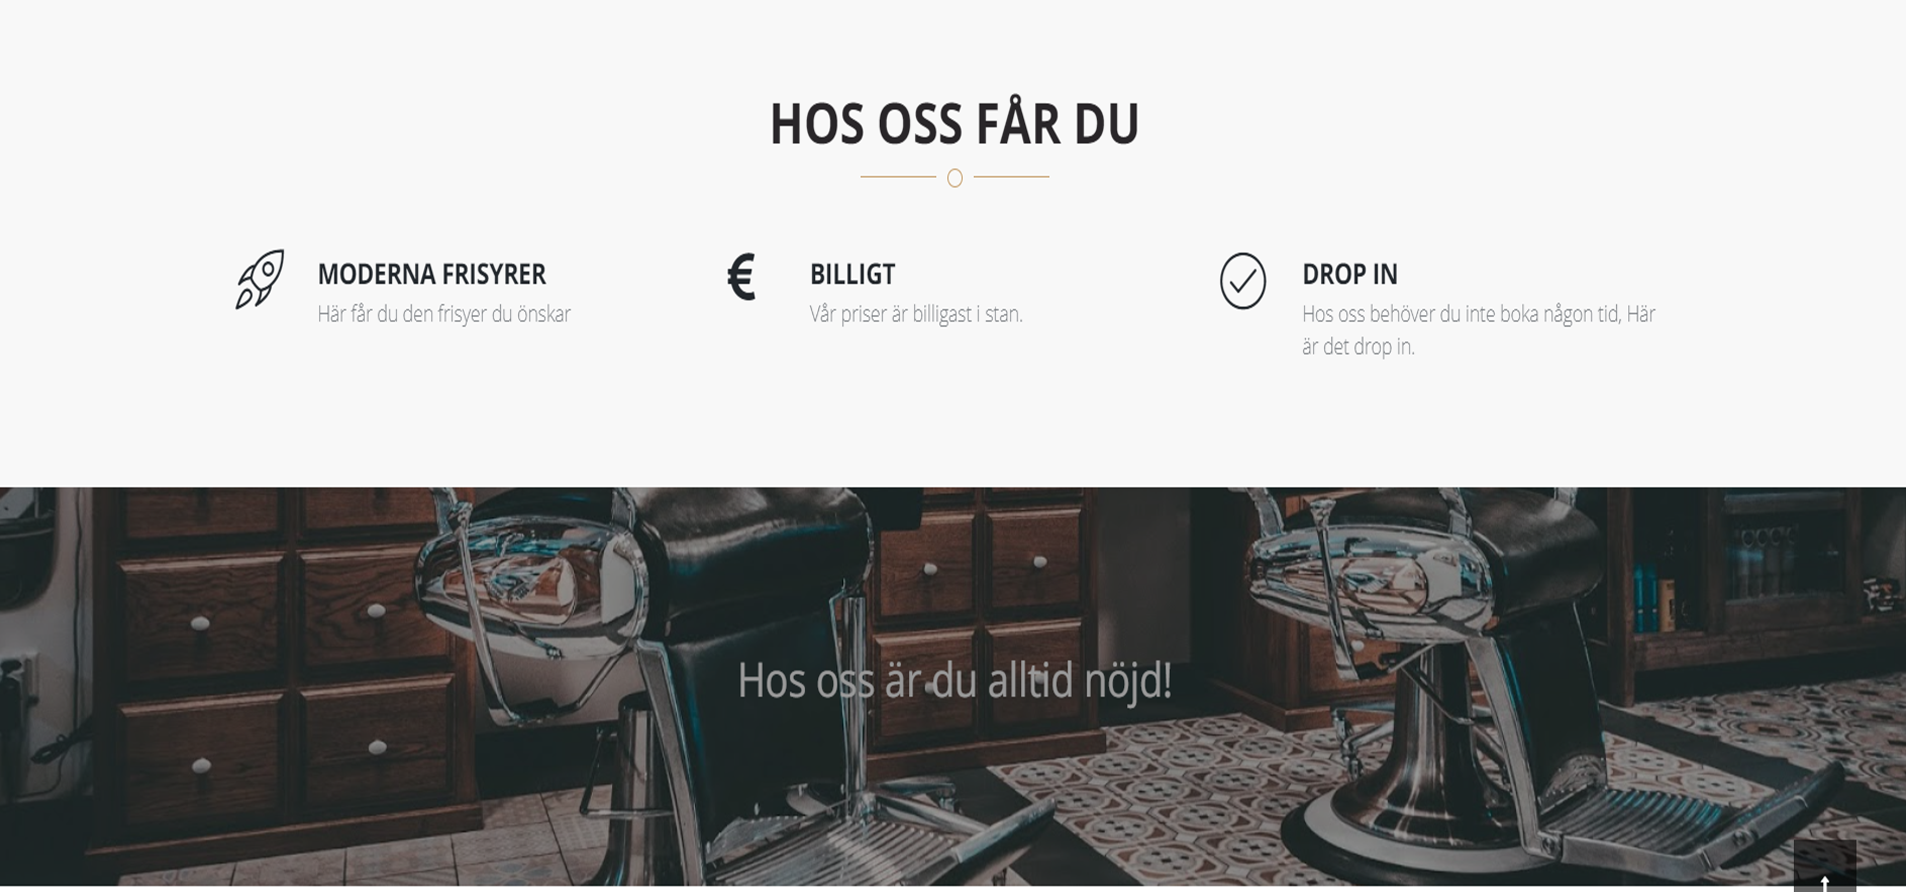 HOS OSS FÅR DU
MODERNA FRISYRER
Här får du den frisyer du önskar
€
BILLIGT
Vår priser är billigast i stan.
DROP IN
Hos oss behöver du inte boka någon tid, Här
är det drop in.
Hos oss är du alltid nöjd!